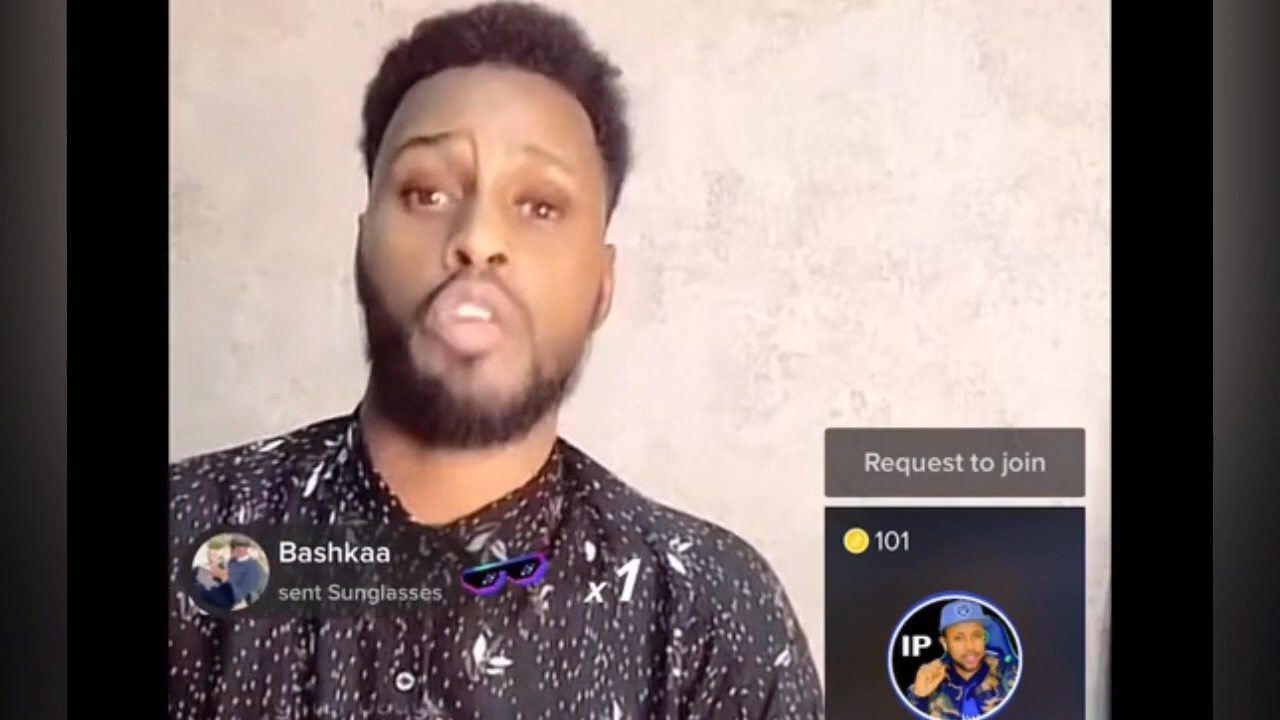 Request to join
101
Bashkaa
sent Sunglasses
x1
IP